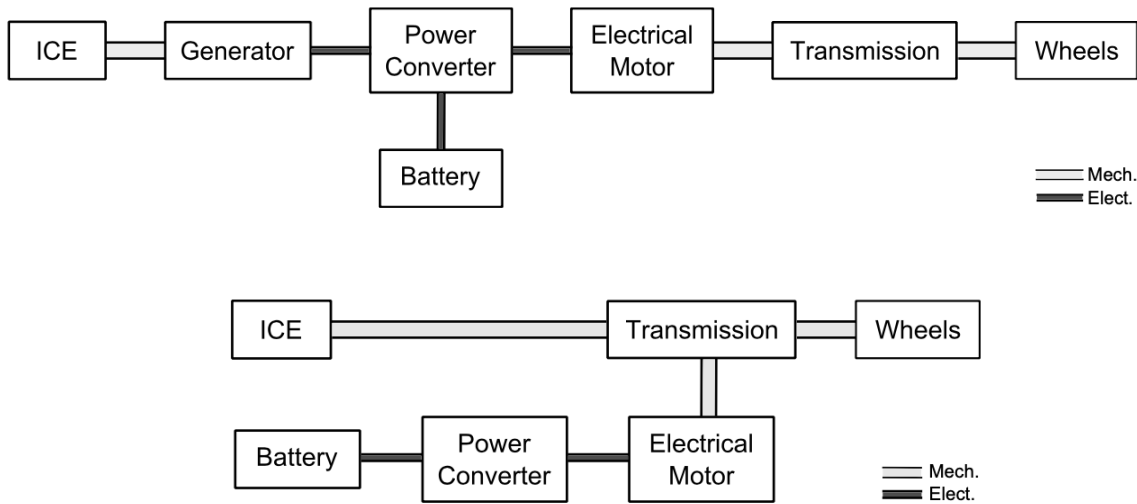 ICE
Generator
Power
Converter
Electrical
Motor
Transmission
Wheels
Battery
Mech.
Elect.
ICE
Transmission
Wheels
Battery
Power
Converter
Electrical
Motor
Mech.
Elect.